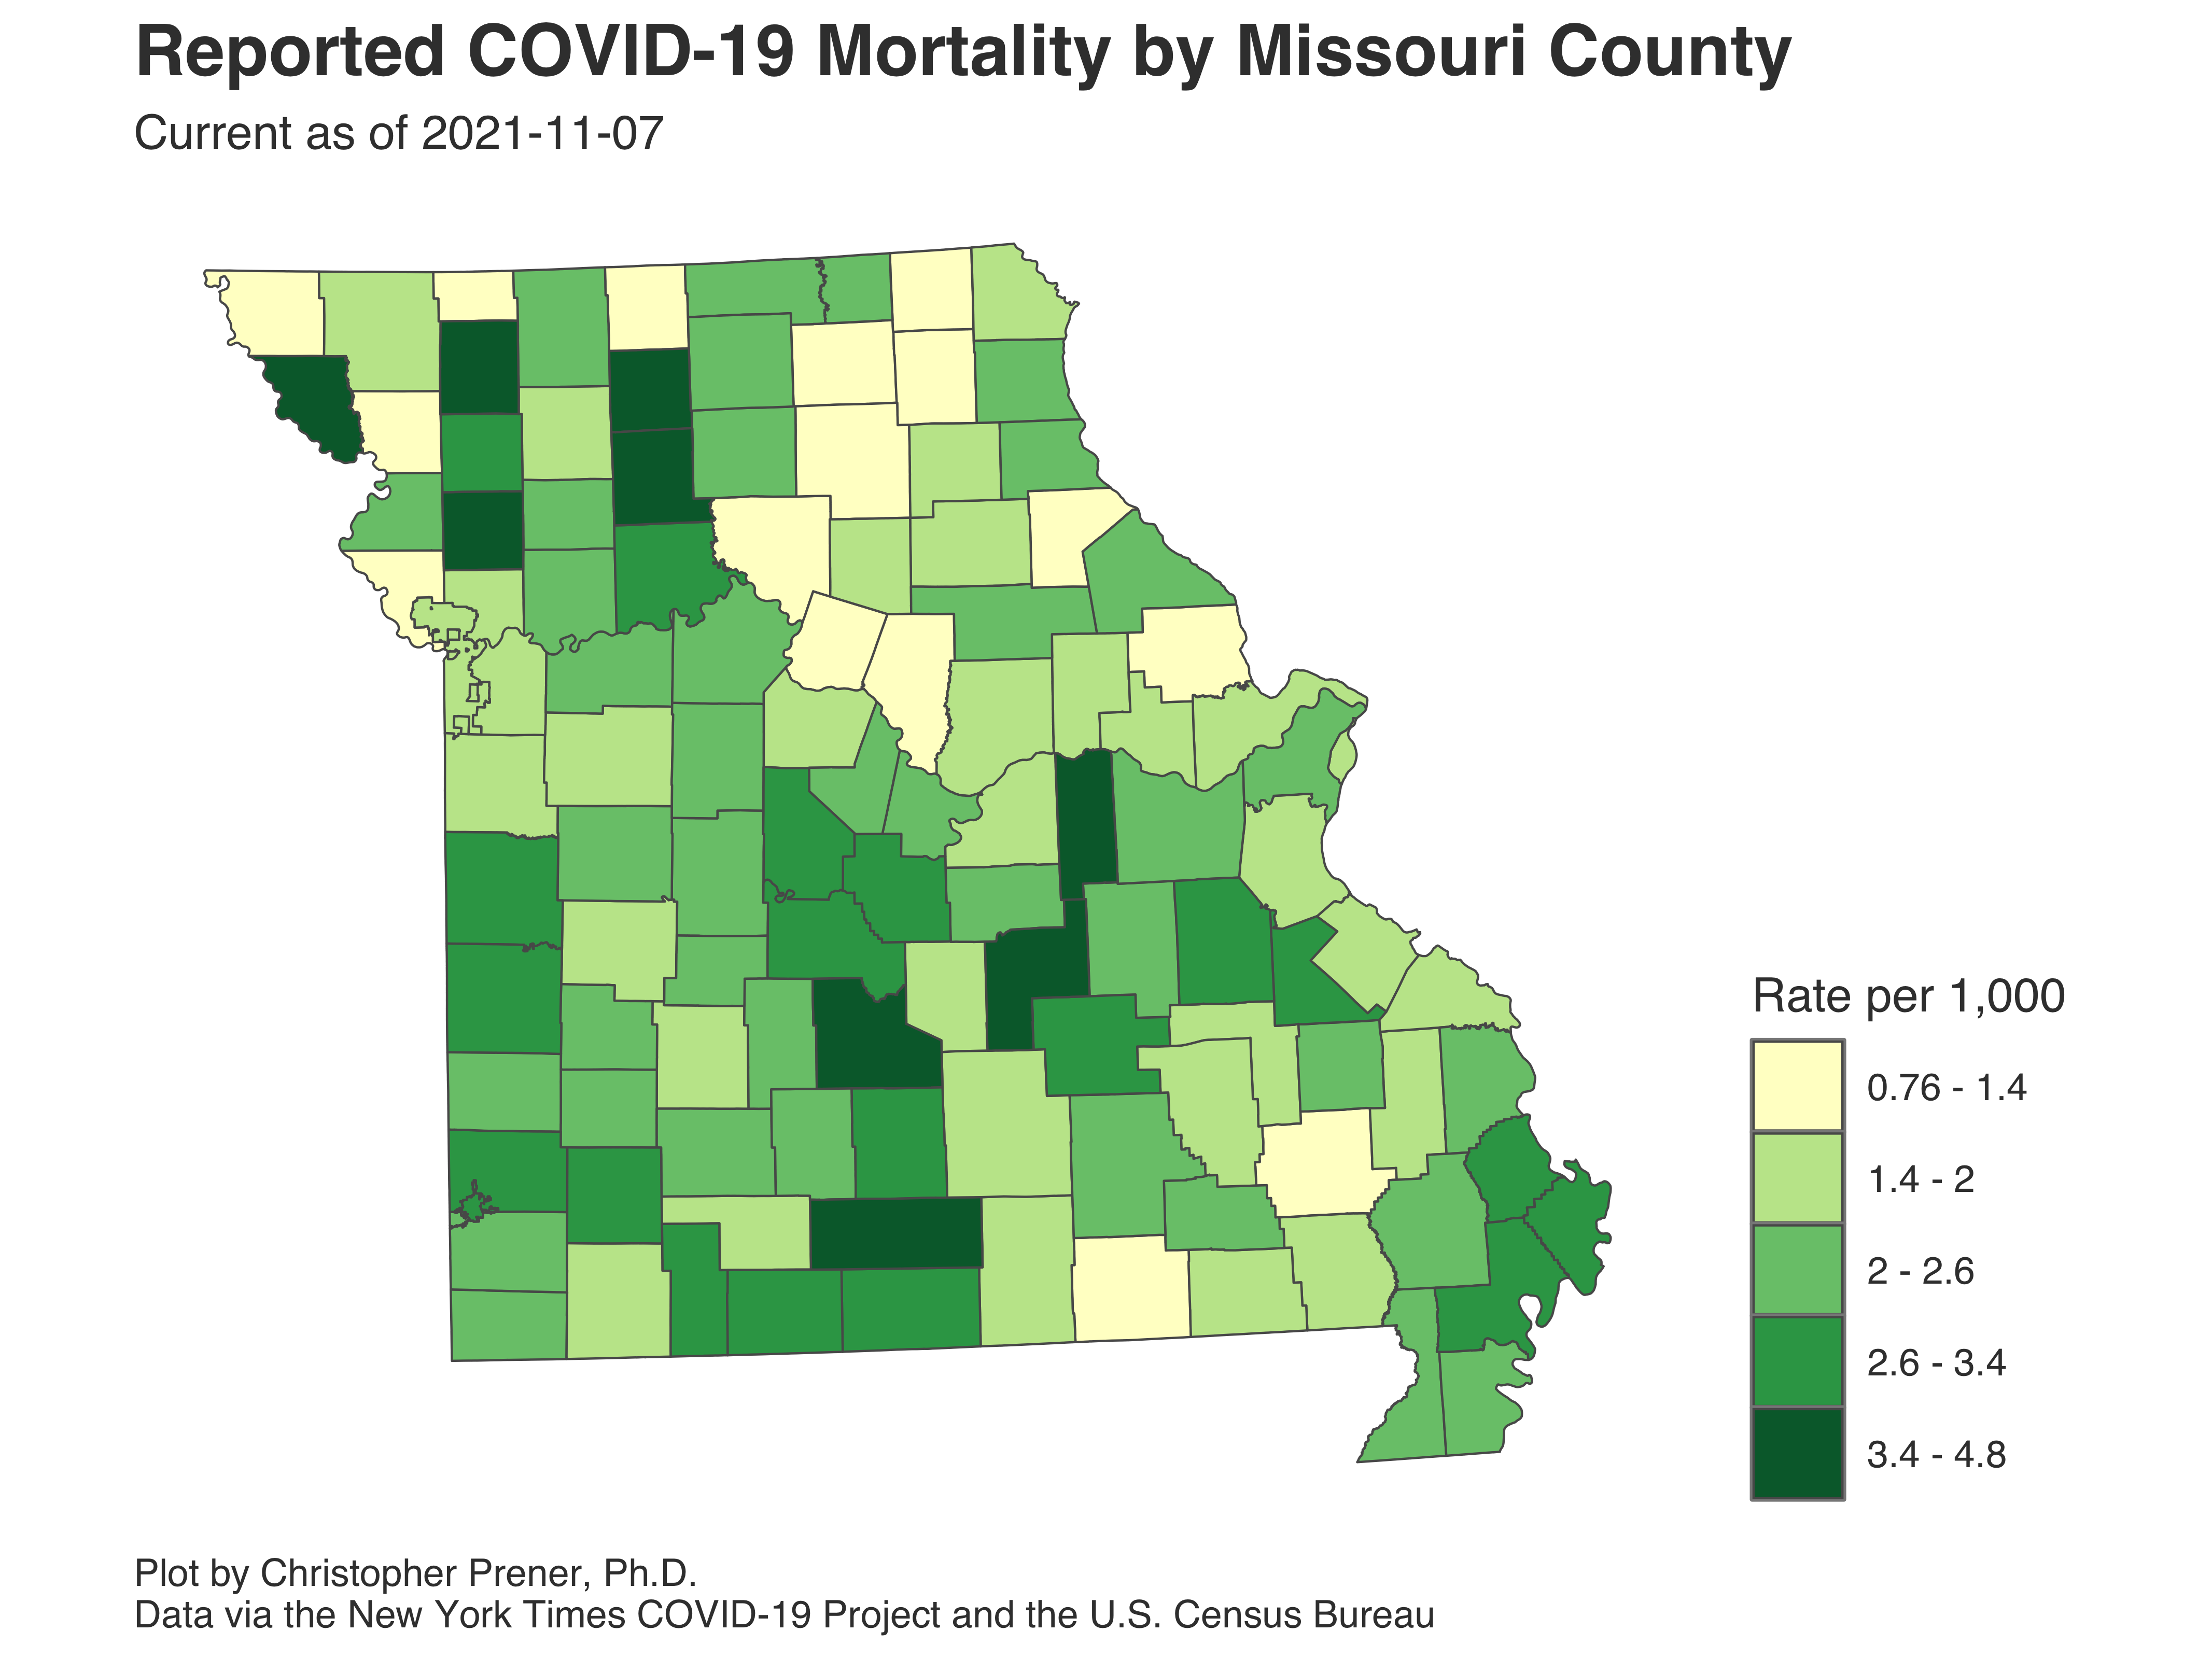 Reported COVID-19 Mortality by Missouri County
Current as of 2021-11-07
Rate per 1,000
0.76 - 1.4
1.4 - 2
2 - 2.6
2.6 - 3.4
3.4 - 4.8
Plot by Christopher Prener, Ph.D.
Data via the New York Times COVID-19 Project and the U.S. Census Bureau